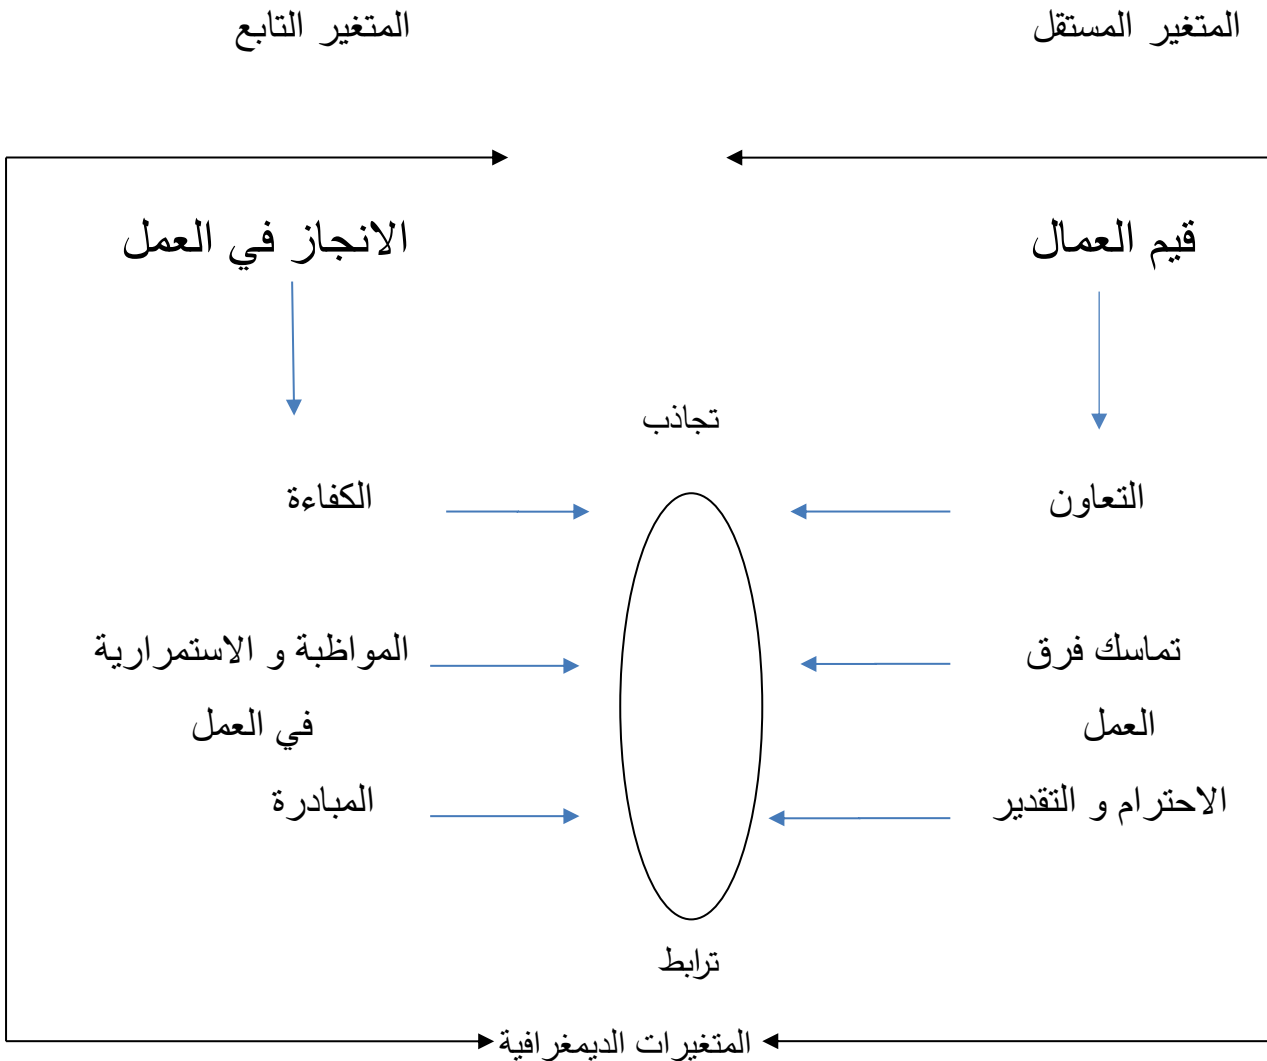 المتغير المستقل
المتغير التابع
قيم العمال
الانجاز في العمل
تجاذب
التعاون
الكفاءة
تماسك فرق
العمل
المواظبة و الاستمرارية
في العمل
الاحترام و التقدير
المبادرة
ترابط
المتغيرات الديمغرافية